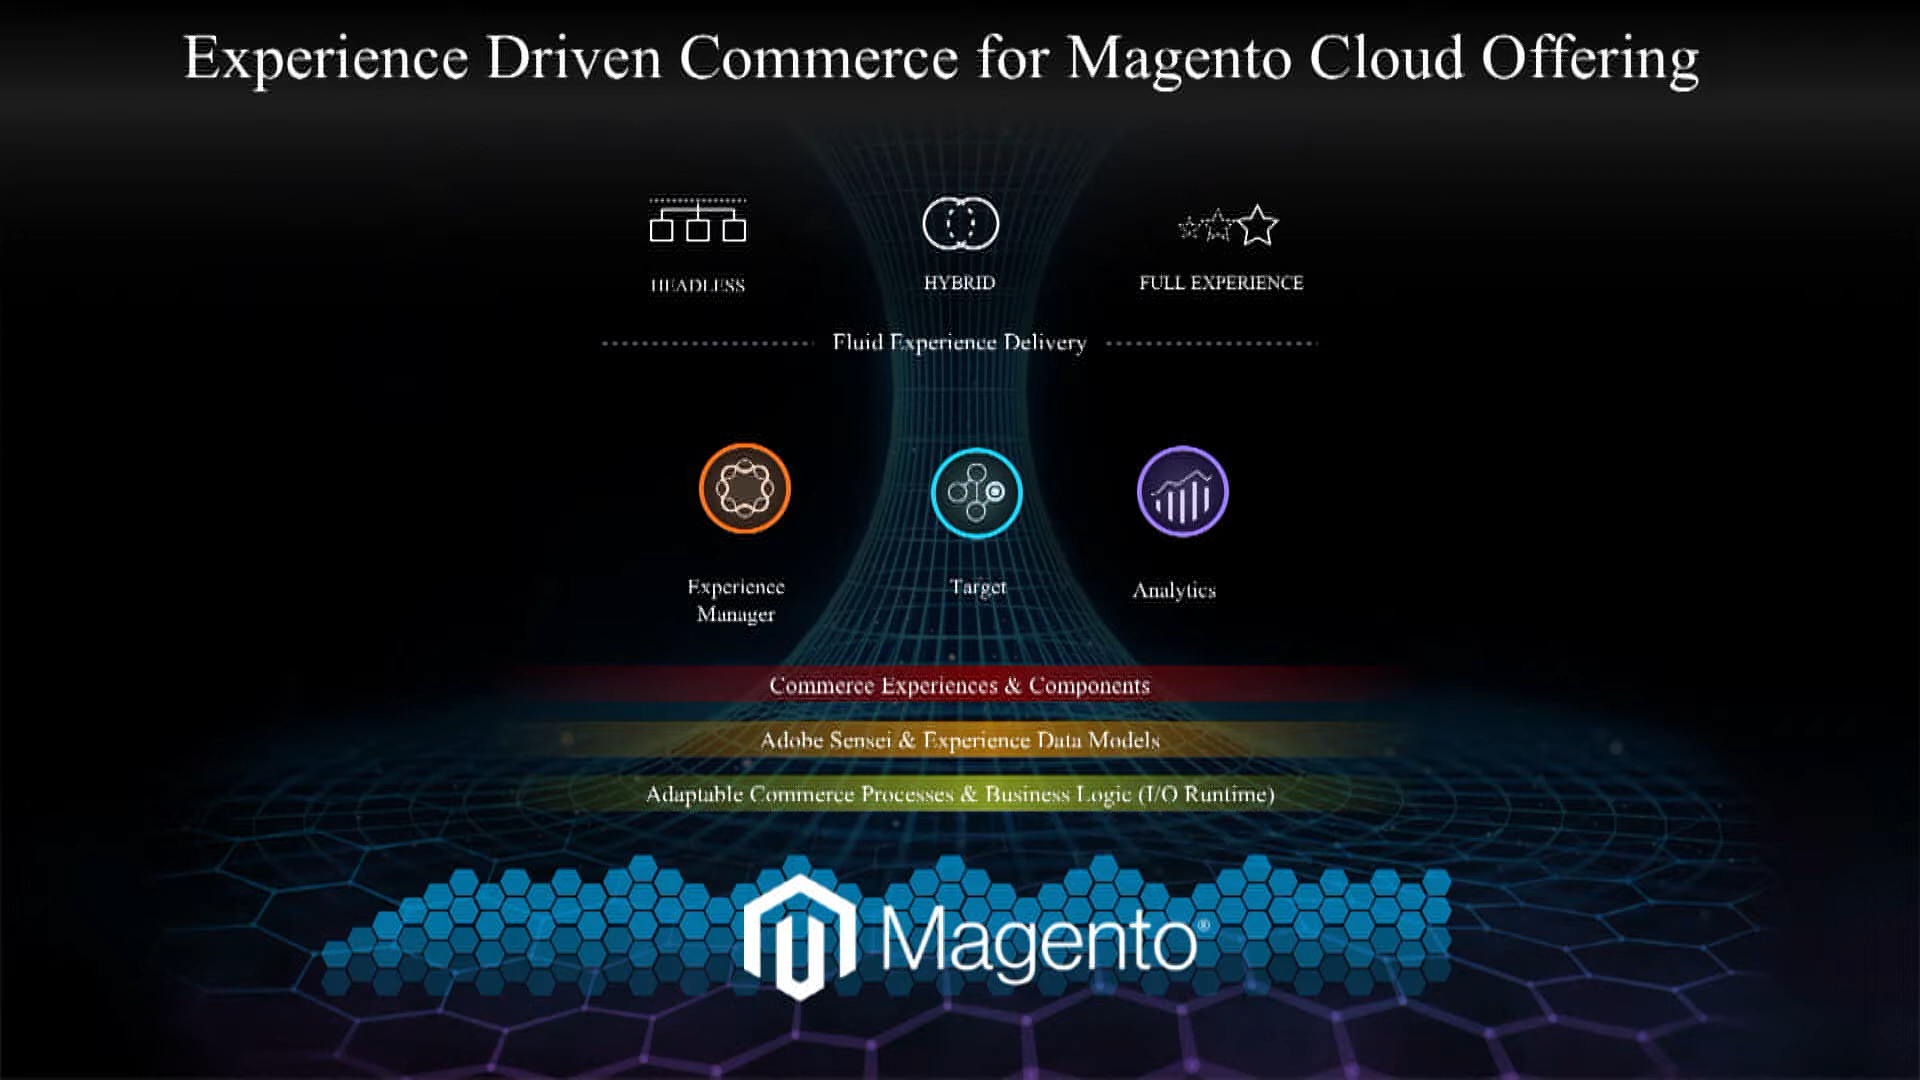 Experience Driven Commerce for Magento Cloud Offering
HEADLESS
HYBRID
FULL EXPERIENCE
Fluid Experience Delivery
Experience
Manager
Target
Analytics
Commerce Experiences & Components
Adobe Sensei & Experience Data Models
Adaptable Commerce Processes & Business Logic (I/O Runtime)
Magento®